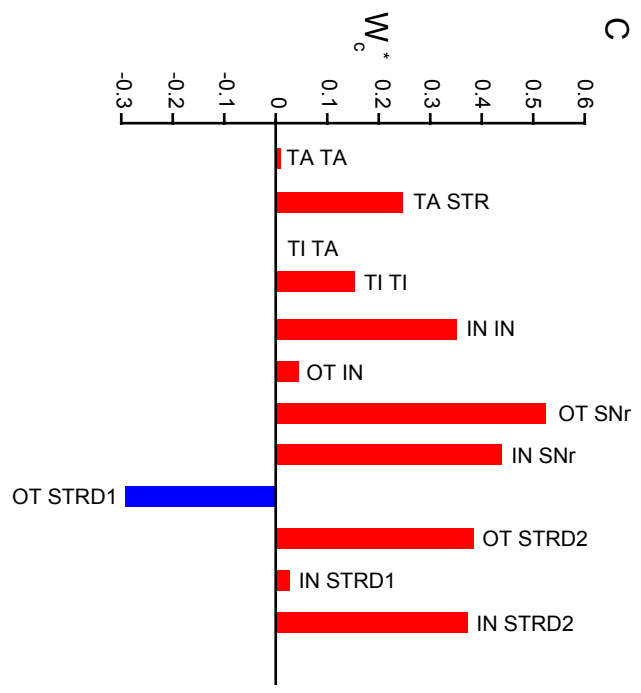 C
W_c^*
-0.3 -0.1 0 0.1 0.2 0.3 0.4 0.5 0.6
TA TA
TA STR
TI TA
TI TI
IN IN
OT IN
OT SNr
IN SNr
OT STRD1
OT STRD2
IN STRD1
IN STRD2